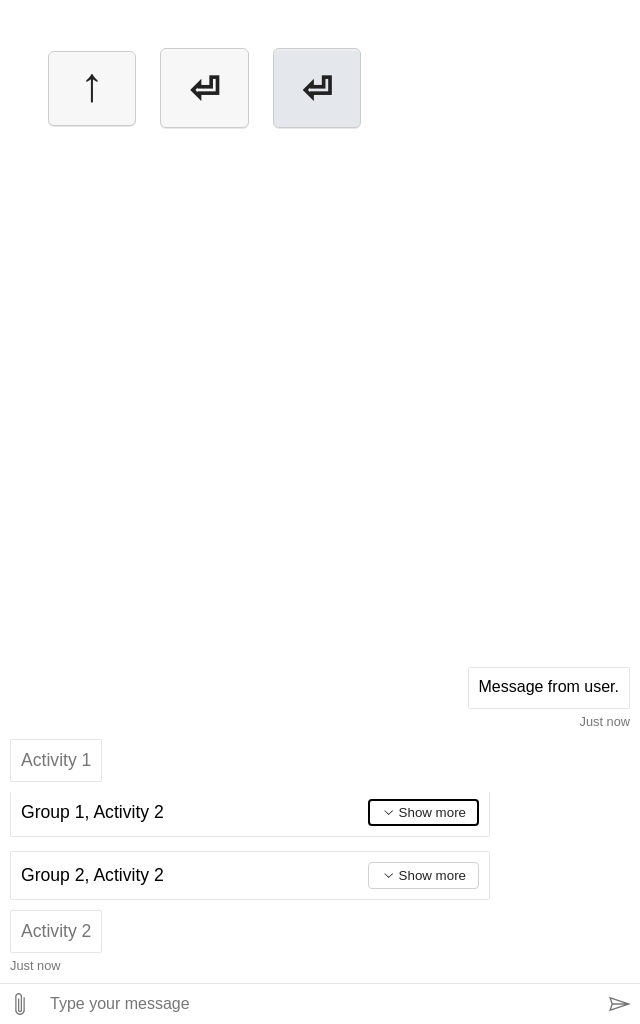 ↑ ⏎ ⏎
Message from user.
Just now
Activity 1
Group 1, Activity 2 Show more
Group 2, Activity 2 Show more
Activity 2
Just now
Type your message